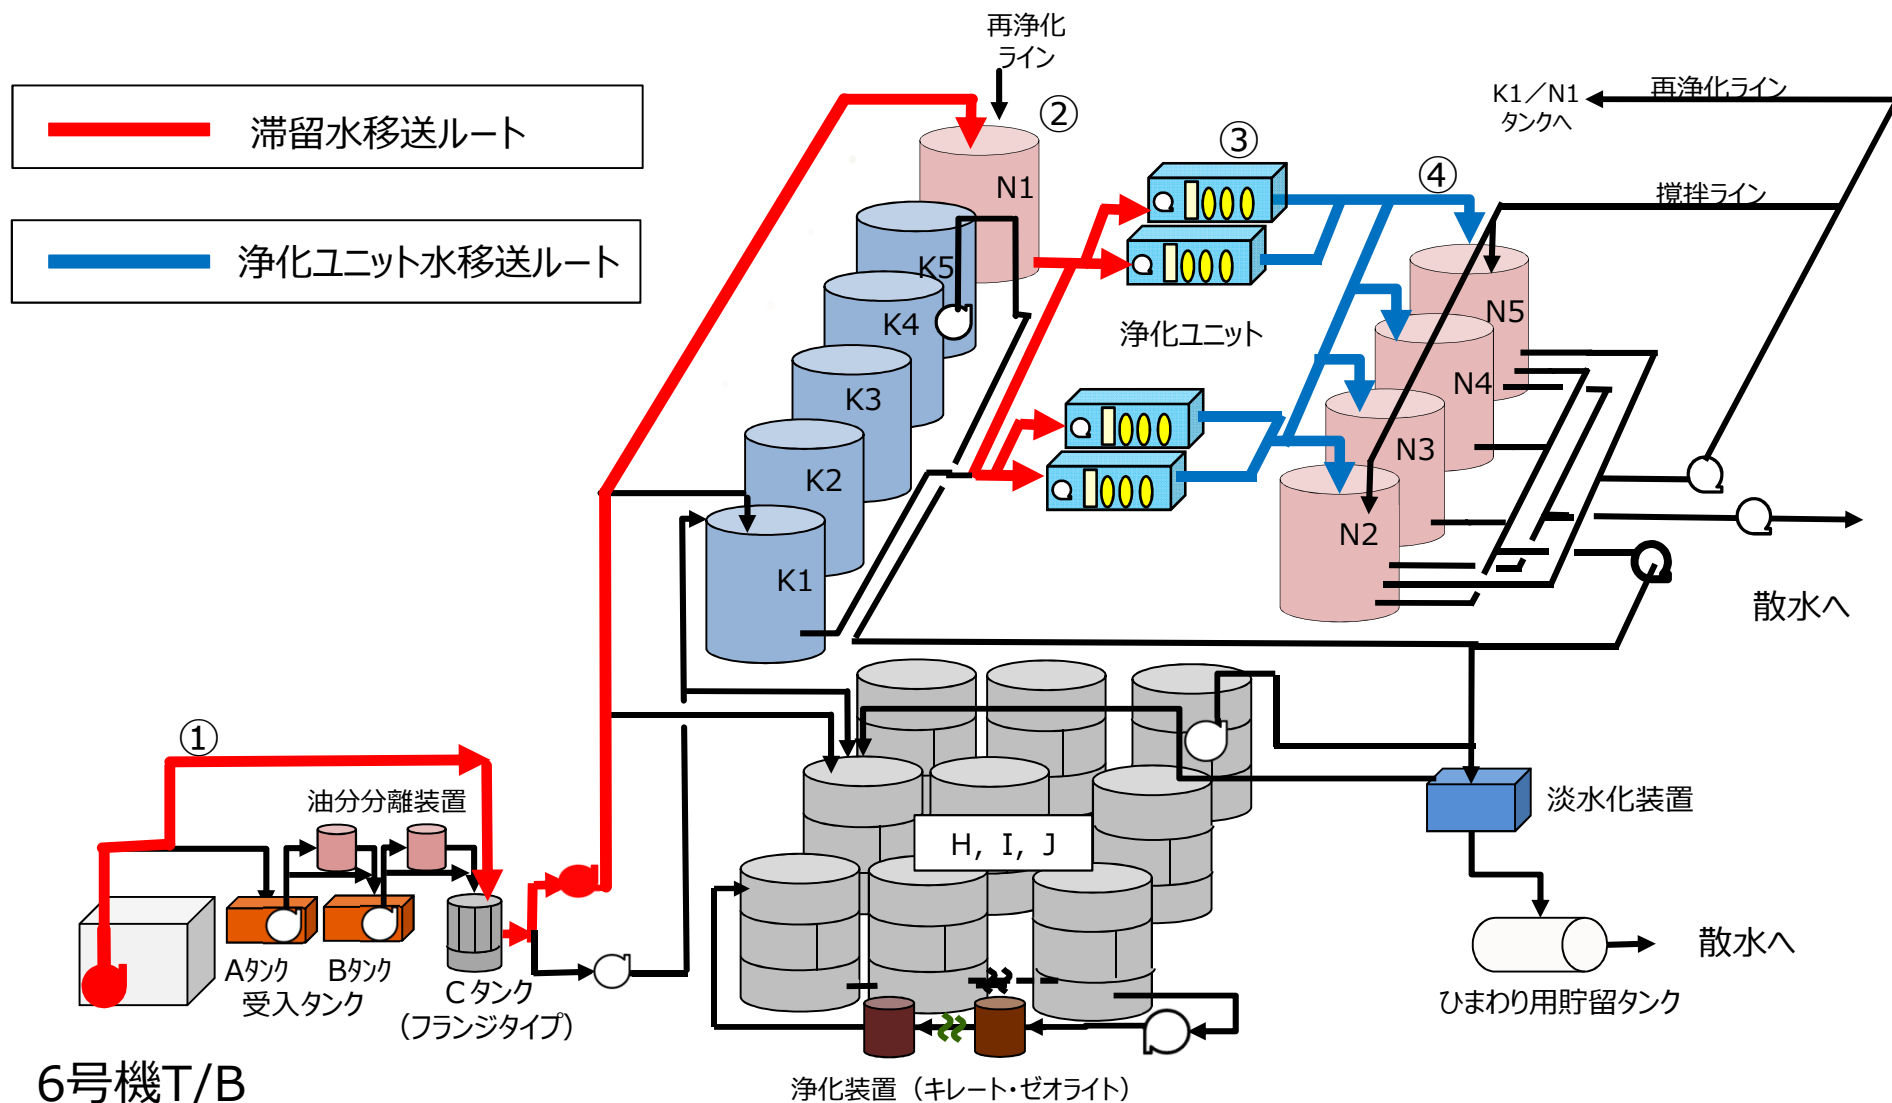 再浄化
ライン
滞留水移送ルート
浄化ユニット水移送ルート
②
③
④
K1／N1
タンクへ
再浄化ライン
攪拌ライン
N1
K5
K4
K3
K2
K1
浄化ユニット
N5
N4
N3
N2
散水へ
①
油分分離装置
Aタンク
Bタンク
受入タンク
Cタンク
（フランジタイプ）
6号機T/B
H, I, J
浄化装置（キレート・ゼオライト）
淡水化装置
散水へ
ひまわり用貯留タンク